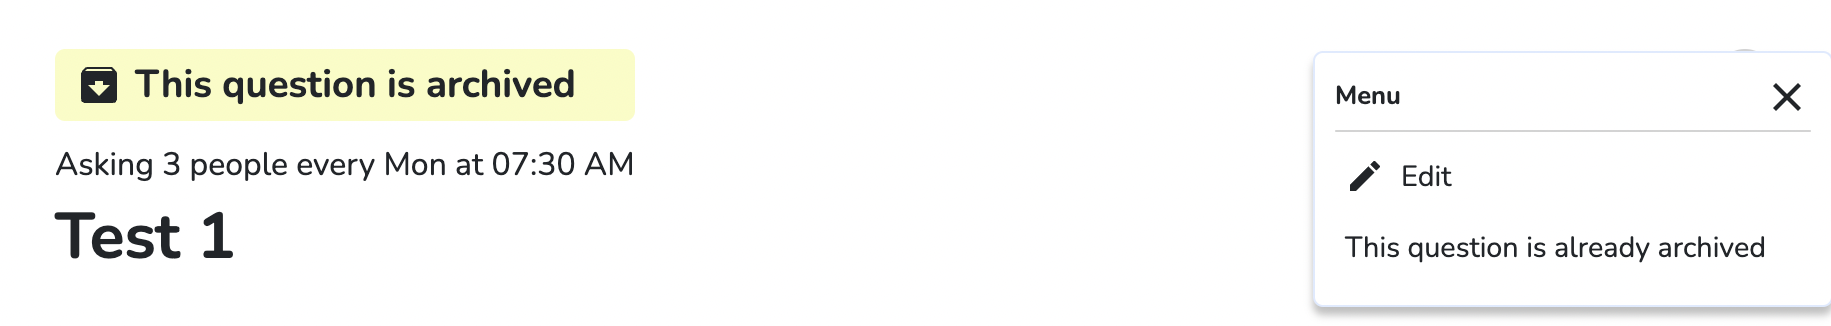 This question is archived
Asking 3 people every Mon at 07:30 AM
Test 1
Menu
Edit
This question is already archived